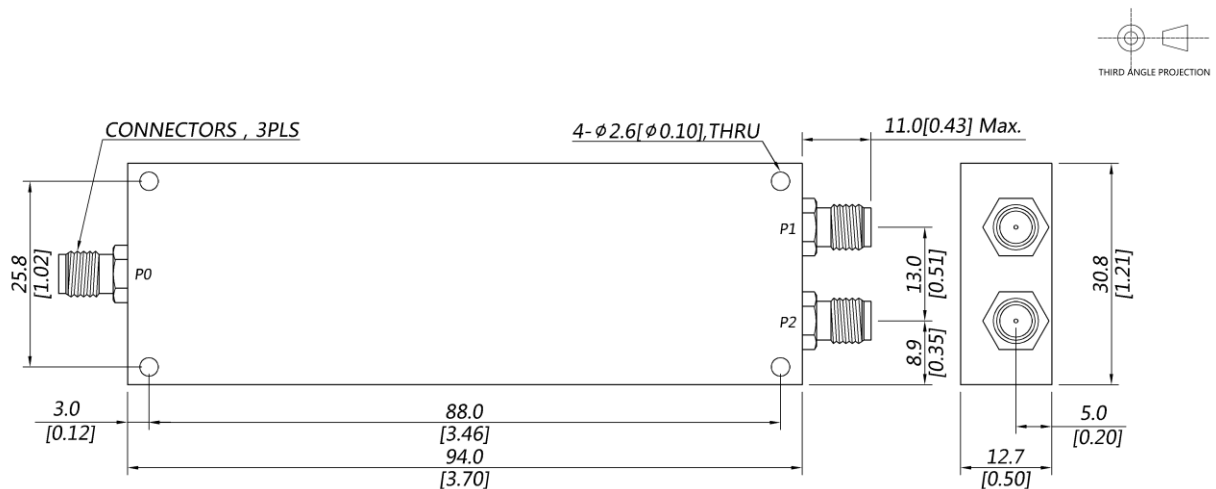 THIRD ANGLE PROJECTION
CONNECTORS , 3PLS
4-ϕ2.6[ϕ0.10],THRU
11.0[0.43] Max.
25.8
[1.02]
P0
P1
P2
13.0
[0.51]
8.9
[0.35]
30.8
[1.21]
3.0
[0.12]
88.0
[3.46]
94.0
[3.70]
5.0
[0.20]
12.7
[0.50]